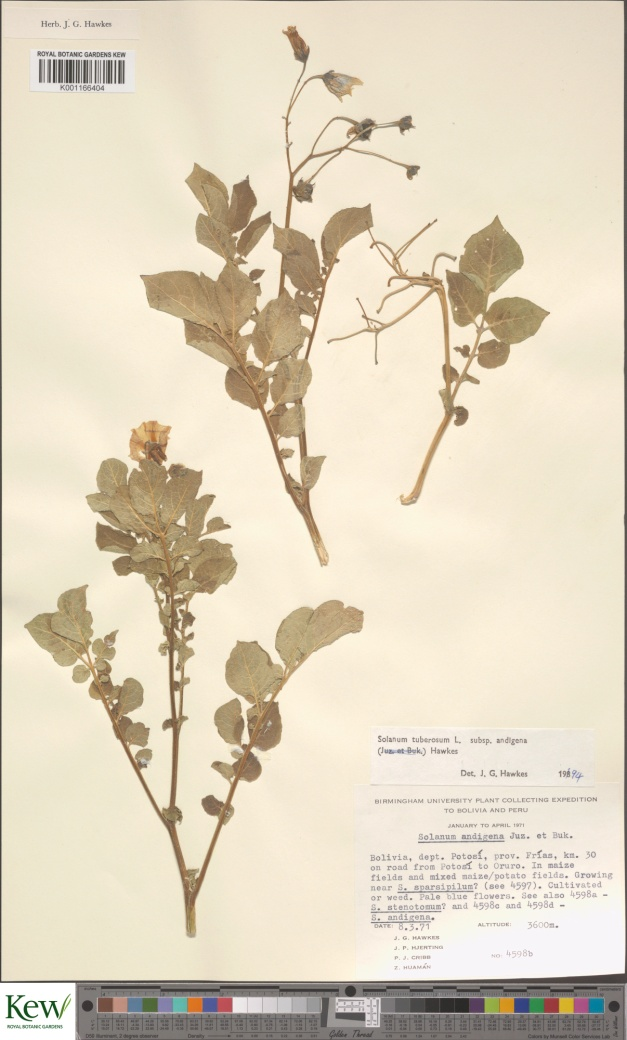 Herb. J. G. Hawkes
ROYAL BOTANIC GARDENS KEW
K001166404
Solanum tuberosum L. subsp. andigena
(Juz. et Buk.) Hawkes
Det. J. G. Hawkes 1984
BIRMINGHAM UNIVERSITY PLANT COLLECTING EXPEDITION
TO BOLIVIA AND PERU
JANUARY TO APRIL 1971
Solanum andigena Juz. et Buk.
Bolivia, dept. Potosí, prov. Frías, km. 30
on road from Potosí to Oruro. In maize
fields and mixed maize/potato fields. Growing
near S. sparsipilum? (see 4597). Cultivated
or weed. Pale blue flowers. See also 4598a -
S. stenotomum? and 4598c and 4598d -
S. andigena.
DATE: 8.3.71 ALTITUDE: 3600m.
J. G. HAWKES
J. P. HJERTING
P. J. CRIBB NO: 4598b
Z. HUAMÁN
Kew
ROYAL BOTANIC GARDENS
Golden Thread